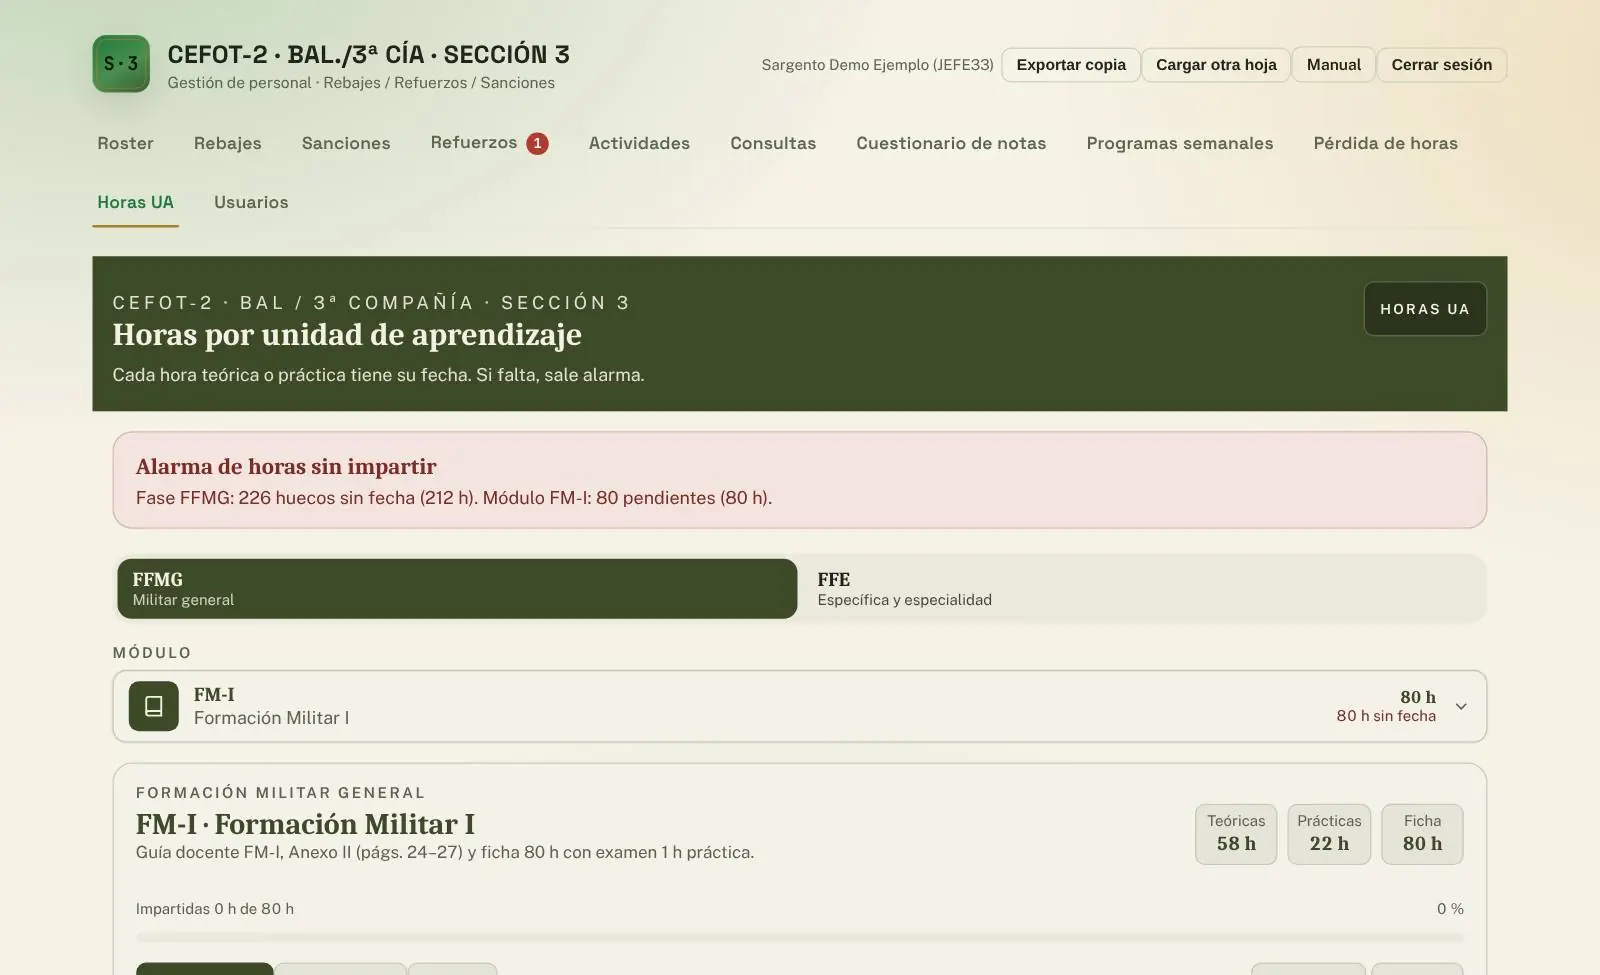 S·3
CEFOT-2 · BAL./3ª CÍA · SECCIÓN 3
Gestión de personal · Rebajes / Refuerzos / Sanciones
Sargento Demo Ejemplo (JEFE33)
Exportar copia
Cargar otra hoja
Manual
Cerrar sesión
Roster
Rebajes
Sanciones
Refuerzos 1
Actividades
Consultas
Cuestionario de notas
Programas semanales
Pérdida de horas
Horas UA
Usuarios
CEFOT-2 · BAL / 3ª COMPAÑÍA · SECCIÓN 3
Horas por unidad de aprendizaje
Cada hora teórica o práctica tiene su fecha. Si falta, sale alarma.
HORAS UA
Alarma de horas sin impartir
Fase FFMG: 226 huecos sin fecha (212 h). Módulo FM-I: 80 pendientes (80 h).
FFMG
Militar general
FFE
Específica y especialidad
MÓDULO
FM-I
Formación Militar I
80 h
80 h sin fecha
FORMACIÓN MILITAR GENERAL
FM-I · Formación Militar I
Guía docente FM-I, Anexo II (págs. 24–27) y ficha 80 h con examen 1 h práctica.
Teóricas
58 h
Prácticas
22 h
Ficha
80 h
Impartidas 0 h de 80 h
0 %